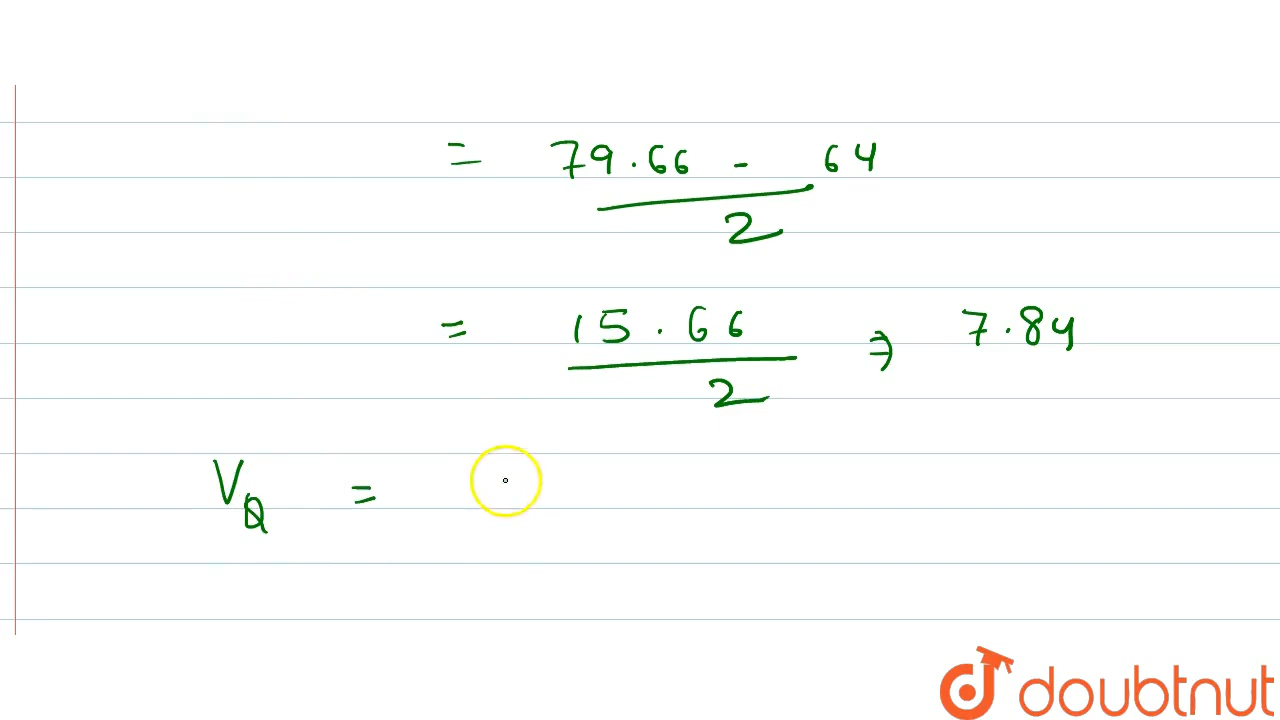 = 79.66 - 64
2
= 15.66 ⇒ 7.84
2
V_Q =
doubtnut